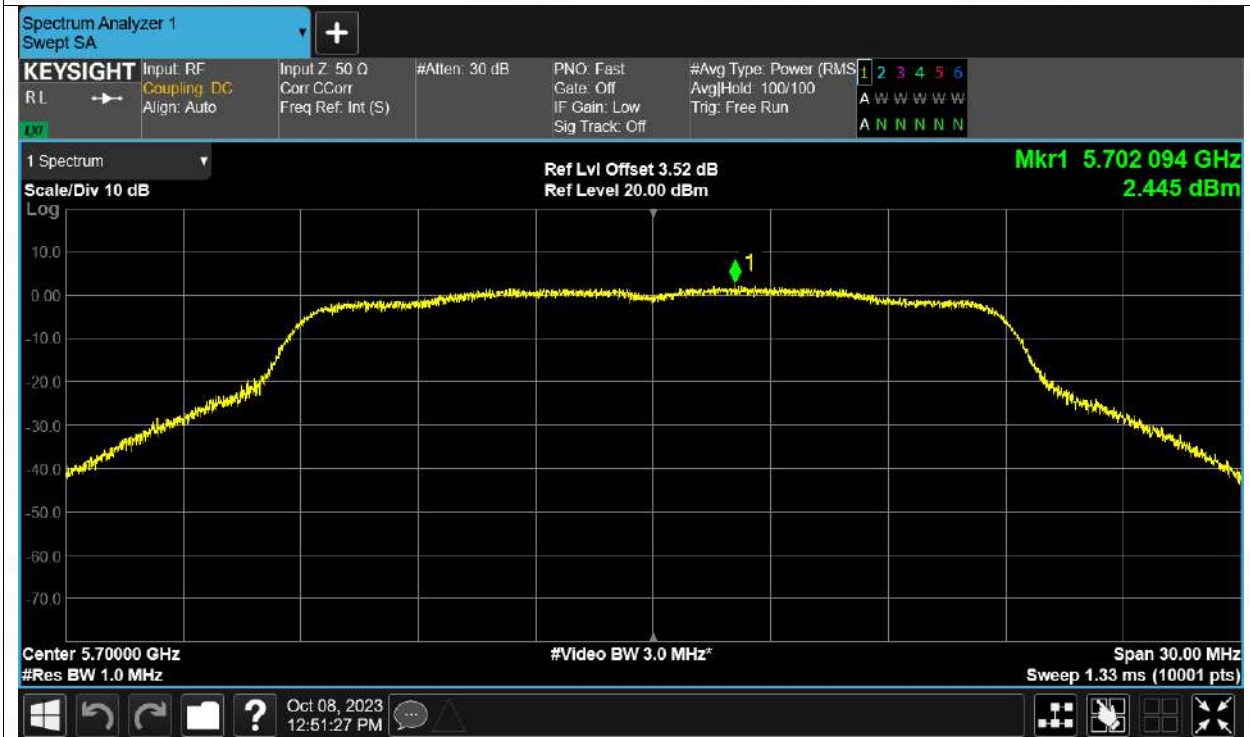 Spectrum Analyzer 1
Swept SA
+
KEYSIGHT
R L
LXI
Input: RF
Coupling: DC
Align: Auto
Input Z: 50 Ω
Corr CCorr
Freq Ref: Int (S)
#Atten: 30 dB
PNO: Fast
Gate: Off
IF Gain: Low
Sig Track: Off
#Avg Type: Power (RMS
Avg|Hold: 100/100
Trig: Free Run
1 2 3 4 5 6
A W W W W W
A N N N N N
1 Spectrum
Scale/Div 10 dB
Log
Ref Lvl Offset 3.52 dB
Ref Level 20.00 dBm
Mkr1 5.702 094 GHz
2.445 dBm
10.0
0.00
-10.0
-20.0
-30.0
-40.0
-50.0
-60.0
-70.0
1
Center 5.70000 GHz
#Res BW 1.0 MHz
#Video BW 3.0 MHz*
Span 30.00 MHz
Sweep 1.33 ms (10001 pts)
?
Oct 08, 2023
12:51:27 PM